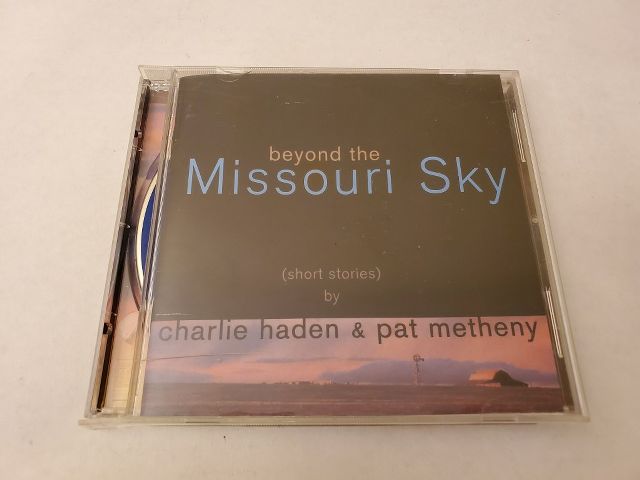 beyond the
Missouri Sky
(short stories)
by
charlie haden & pat metheny